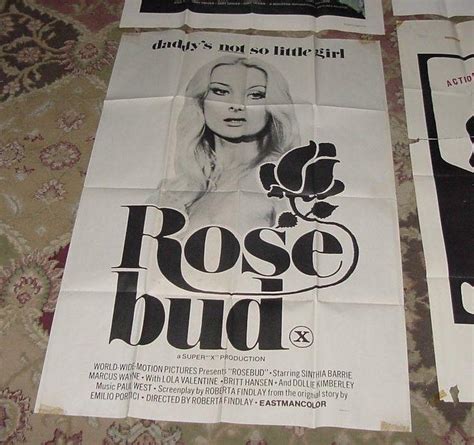 daddy's not so little girl
Rose
bud
X
a SUPER "X" PRODUCTION
WORLD-WIDE MOTION PICTURES Presents "ROSEBUD" • Starring SINTHIA BARRIE
MARCUS WAYNE • With LOLA VALENTINE, BRITT HANSEN • And DOLLIE KIMBERLEY
Music PAUL WEST • Screenplay by ROBERTA FINDLAY from the original story by
EMILIO PORTICI Directed by ROBERTA FINDLAY EASTMANCOLOR
ACTIO